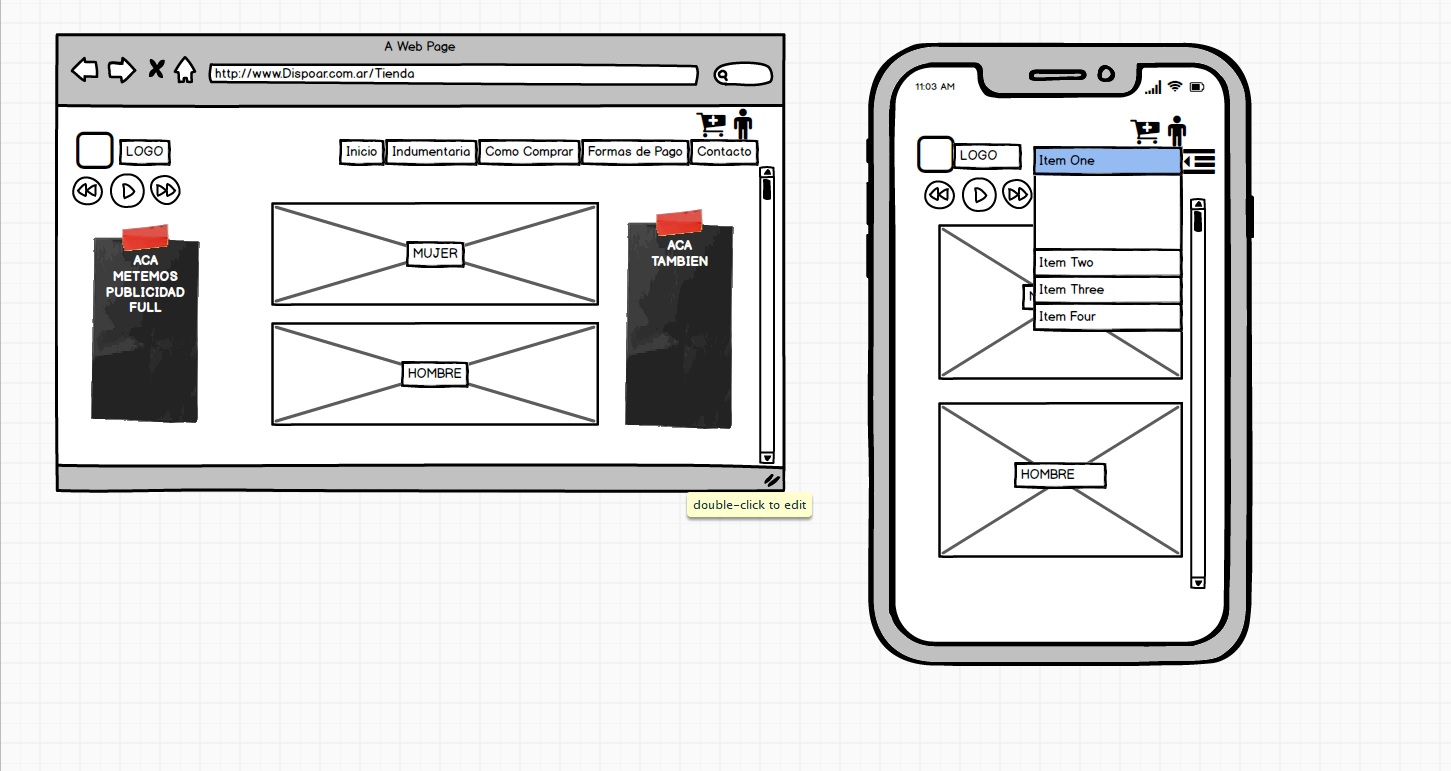 A Web Page
http://www.Dispoar.com.ar/Tienda
LOGO
Inicio
Indumentaria
Como Comprar
Formas de Pago
Contacto
ACA
METEMOS
PUBLICIDAD
FULL
MUJER
HOMBRE
ACA
TAMBIEN
double-click to edit
11:03 AM
LOGO
Item One
Item Two
Item Three
Item Four
HOMBRE